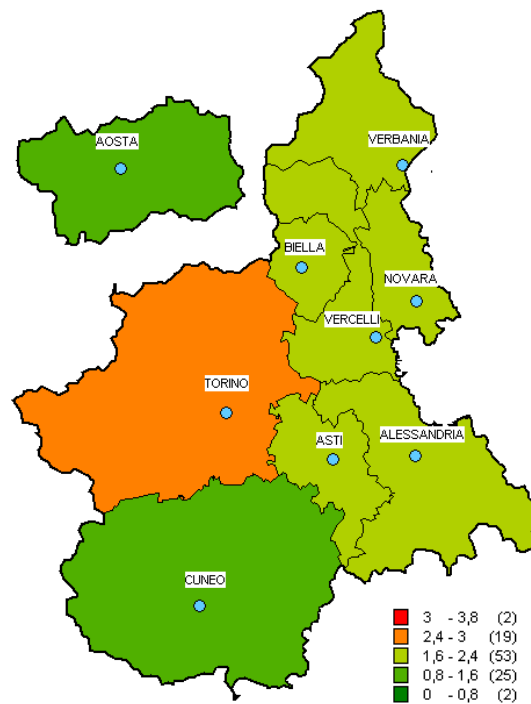 VERBANIA
AOSTA
BIELLA
NOVARA
VERCELLI
TORINO
ASTI
ALESSANDRIA
CUNEO
3 - 3,8 (2)
2,4 - 3 (19)
1,6 - 2,4 (53)
0,8 - 1,6 (25)
0 - 0,8 (2)